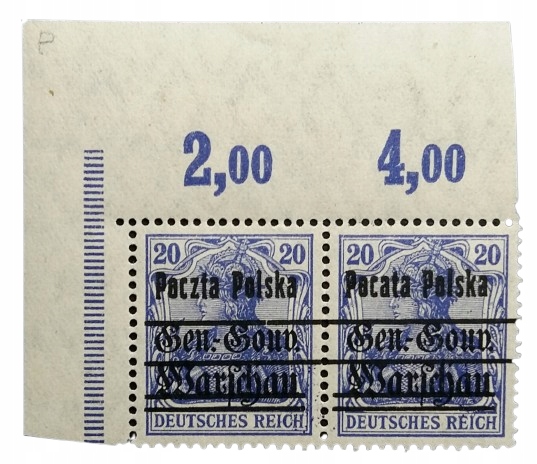 P
2,00 4,00
20 20 20 20
Poczta Polska Pocata Polska
Gen.-Gouv. Gen.-Gouv.
Warschau Warschau
DEUTSCHES REICH DEUTSCHES REICH